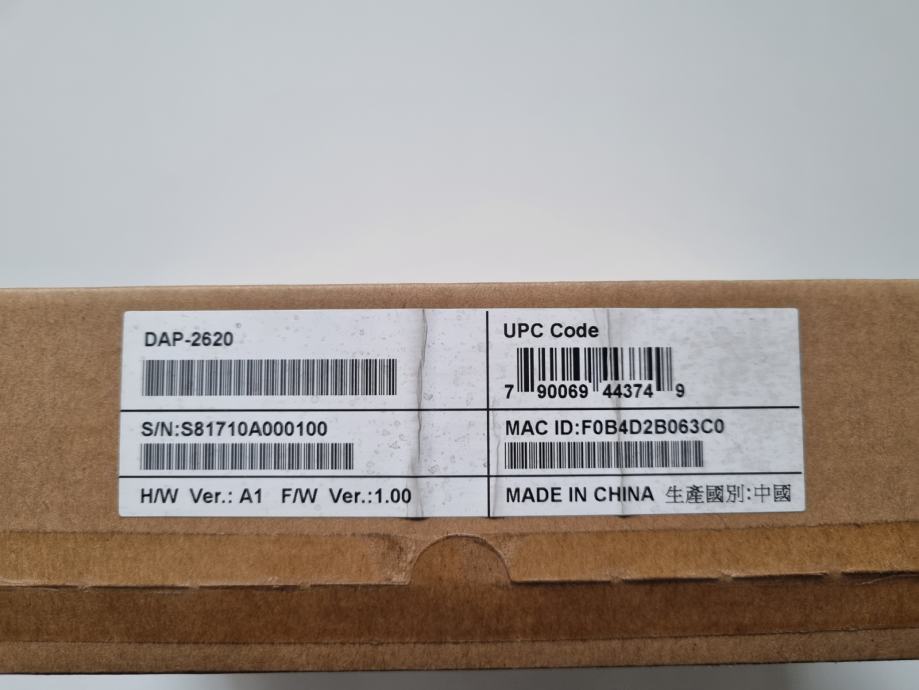 DAP-2620
UPC Code
7 90069 44374 9
S/N:S81710A000100
MAC ID:F0B4D2B063C0
H/W Ver.: A1 F/W Ver.:1.00
MADE IN CHINA 生產國別:中國